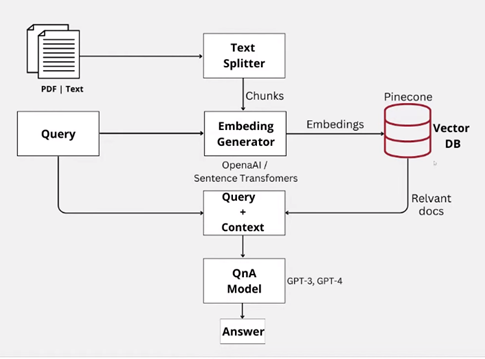 PDF | Text
Text
Splitter
Chunks
Query
Embeding
Generator
Embedings
Pinecone
Vector
DB
OpenaAI /
Sentence Transfomers
Query
+
Context
Relvant
docs
QnA
Model
GPT-3, GPT-4
Answer